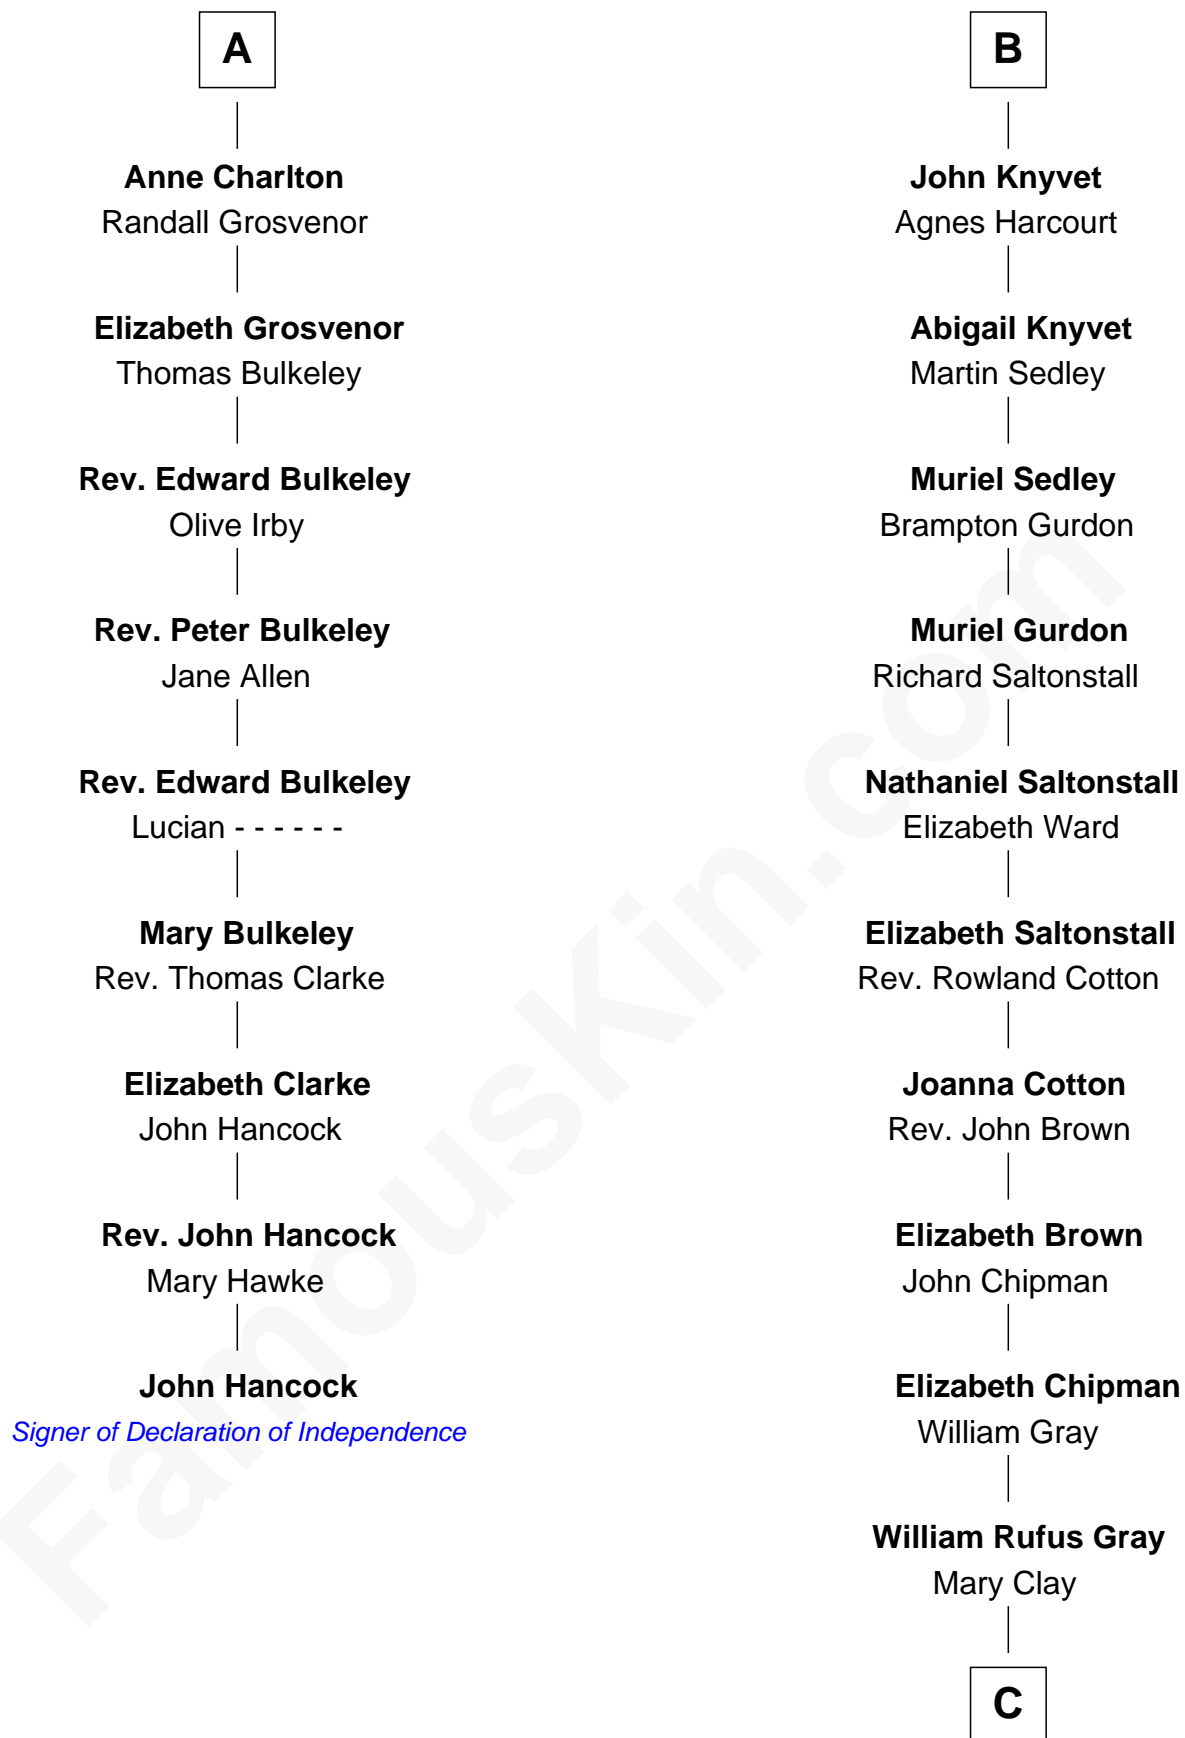 A
Anne Charlton
Randall Grosvenor
Elizabeth Grosvenor
Thomas Bulkeley
Rev. Edward Bulkeley
Olive Irby
Rev. Peter Bulkeley
Jane Allen
Rev. Edward Bulkeley
Lucian - - - - - -
Mary Bulkeley
Rev. Thomas Clarke
Elizabeth Clarke
John Hancock
Rev. John Hancock
Mary Hawke
John Hancock
Signer of Declaration of Independence
B
John Knyvet
Agnes Harcourt
Abigail Knyvet
Martin Sedley
Muriel Sedley
Brampton Gurdon
Muriel Gurdon
Richard Saltonstall
Nathaniel Saltonstall
Elizabeth Ward
Elizabeth Saltonstall
Rev. Rowland Cotton
Joanna Cotton
Rev. John Brown
Elizabeth Brown
John Chipman
Elizabeth Chipman
William Gray
William Rufus Gray
Mary Clay
C
FamousKin.com